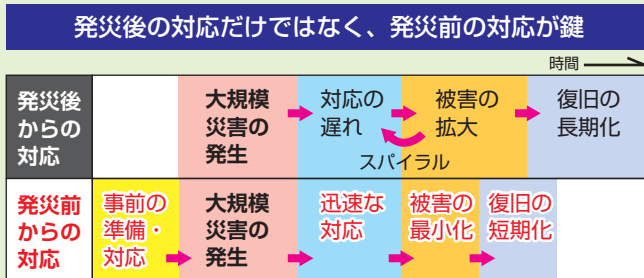 発災後の対応だけではなく、発災前の対応が鍵
時間
発災後
からの
対応
大規模
災害の
発生
対応の
遅れ
被害の
拡大
スパイラル
復旧の
長期化
発災前
からの
対応
事前の
準備・
対応
大規模
災害の
発生
迅速な
対応
被害の
最小化
復旧の
短期化